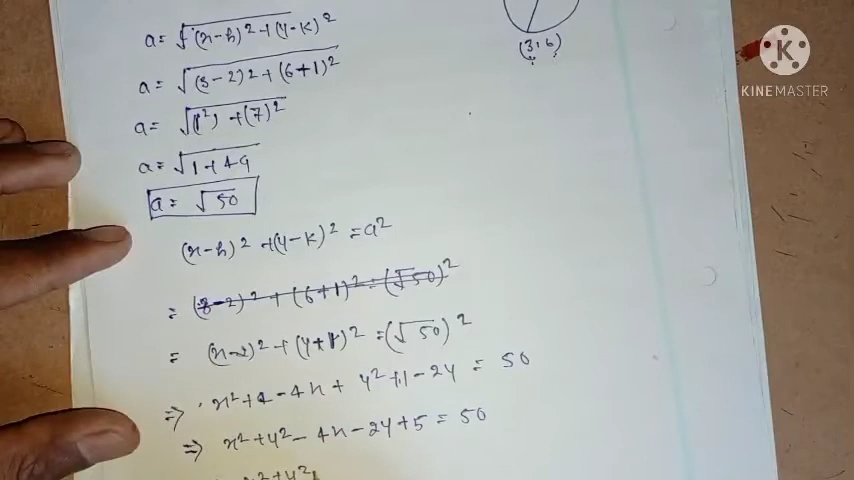 a = √(x-h)² + (y-k)²
(3, 6)
K
KINEMASTER
a = √(3-2)² + (6+1)²
a = √(1²) + (7)²
a = √1+49
a = √50
(x-h)² + (y-k)² = a²
= (3-2)² + (6+1)² = (√50)²
= (x-2)² + (y+1)² = (√50)²
⇒ x²+4-4x + y²+1-2y = 50
⇒ x²+y²-4x-2y+5 = 50
x²+y²